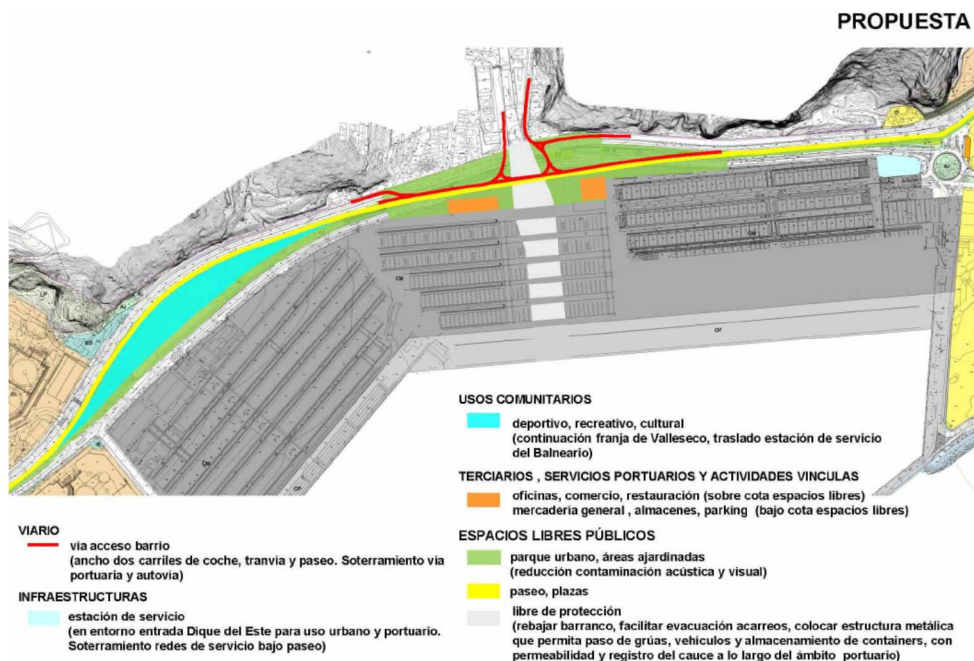 PROPUESTA
USOS COMUNITARIOS
deportivo, recreativo, cultural
(continuación franja de Valleseco, traslado estación de servicio
del Balneario)
TERCIARIOS , SERVICIOS PORTUARIOS Y ACTIVIDADES VINCULAS
oficinas, comercio, restauración (sobre cota espacios libres)
mercadería general , almacenes, parking (bajo cota espacios libres)
ESPACIOS LIBRES PÚBLICOS
parque urbano, áreas ajardinadas
(reducción contaminación acústica y visual)
paseo, plazas
libre de protección
(rebajar barranco, facilitar evacuación acarreos, colocar estructura metálica
que permita paso de grúas, vehículos y almacenamiento de containers, con
permeabilidad y registro del cauce a lo largo del ámbito portuario)
VIARIO
via acceso barrio
(ancho dos carriles de coche, tranvia y paseo. Soterramiento via
portuaria y autovia)
INFRAESTRUCTURAS
estación de servicio
(en entorno entrada Dique del Este para uso urbano y portuario.
Soterramiento redes de servicio bajo paseo)